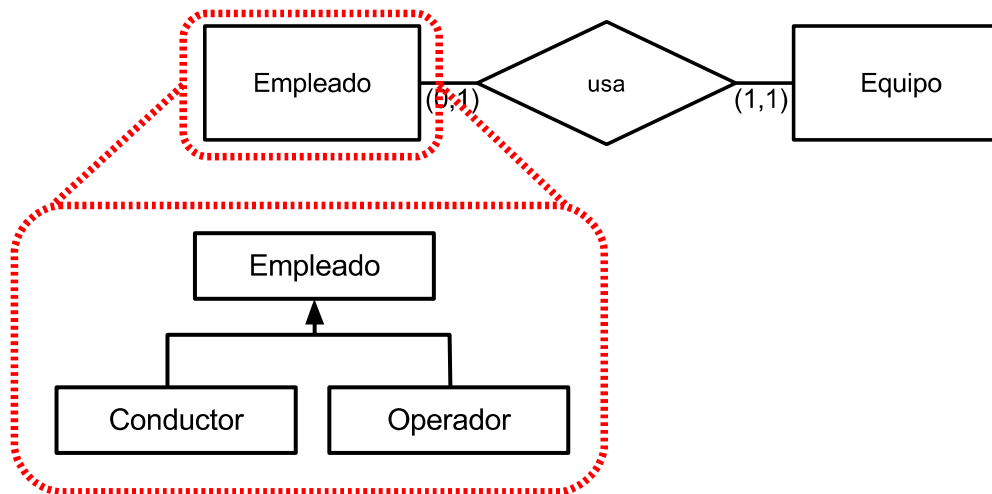 Empleado
usa
Equipo
(0,1)
(1,1)
Empleado
Conductor
Operador